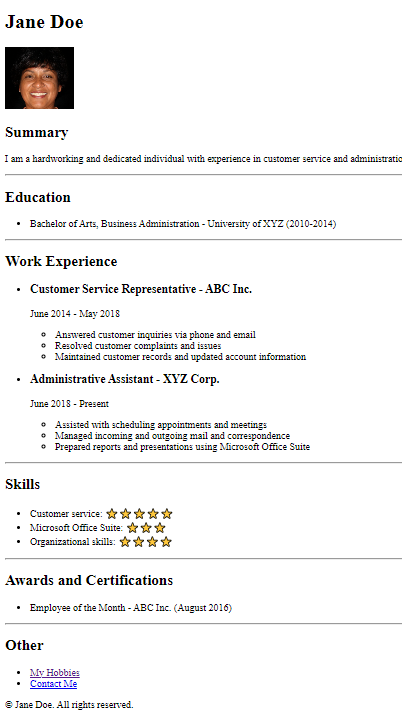 Jane Doe
Summary
I am a hardworking and dedicated individual with experience in customer service and
Education
Bachelor of Arts, Business Administration - University of XYZ (2010-2014)
Work Experience
Customer Service Representative - ABC Inc.
June 2014 - May 2018
Answered customer inquiries via phone and email
Resolved customer complaints and issues
Maintained customer records and updated account information
Administrative Assistant - XYZ Corp.
June 2018 - Present
Assisted with scheduling appointments and meetings
Managed incoming and outgoing mail and correspondence
Prepared reports and presentations using Microsoft Office Suite
Skills
Customer service:
Microsoft Office Suite:
Organizational skills:
Awards and Certifications
Employee of the Month - ABC Inc. (August 2016)
Other
My Hobbies
Contact Me
© Jane Doe. All rights reserved.